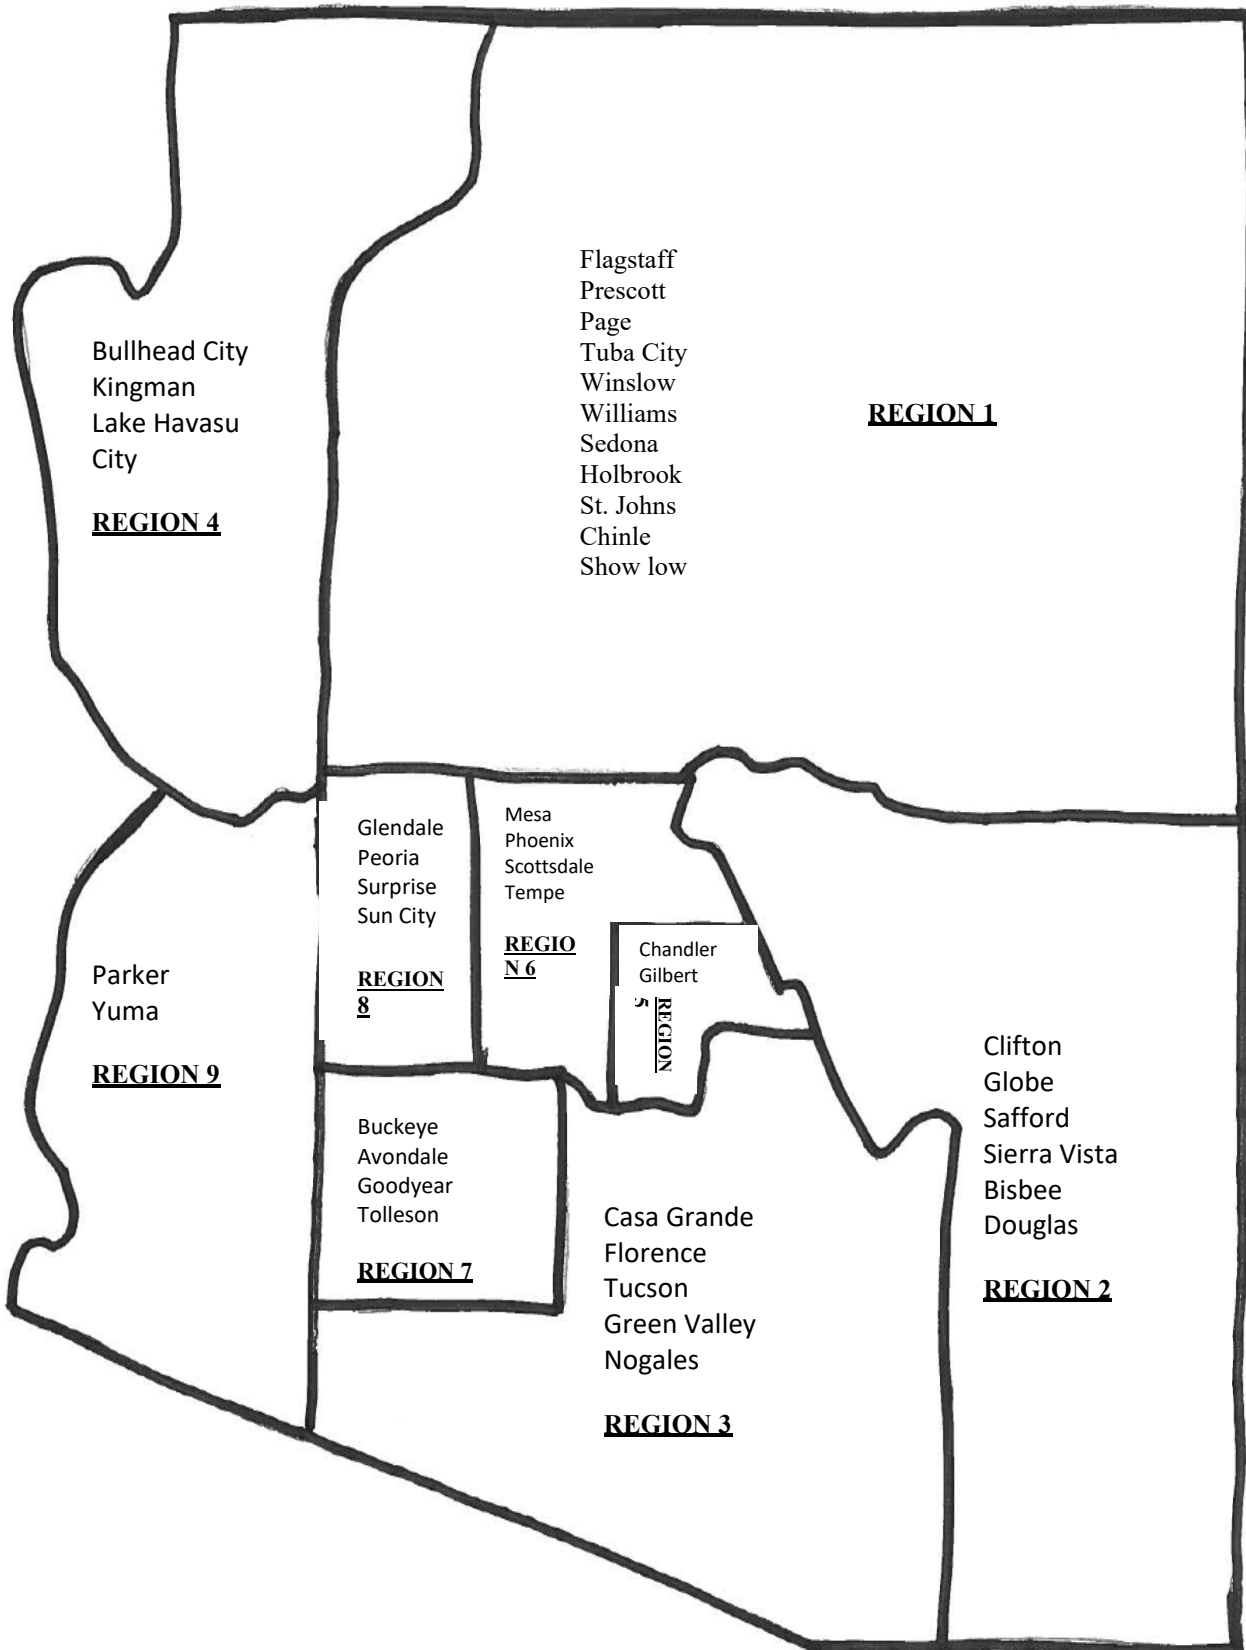 Flagstaff
Prescott
Page
Tuba City
Winslow
Williams
Sedona
Holbrook
St. Johns
Chinle
Show low
REGION 1
Bullhead City
Kingman
Lake Havasu
City
REGION 4
Glendale
Peoria
Surprise
Sun City
REGION
8
Mesa
Phoenix
Scottsdale
Tempe
REGIO
N 6
Chandler
Gilbert
REGION
5
Parker
Yuma
REGION 9
Buckeye
Avondale
Goodyear
Tolleson
REGION 7
Casa Grande
Florence
Tucson
Green Valley
Nogales
REGION 3
Clifton
Globe
Safford
Sierra Vista
Bisbee
Douglas
REGION 2